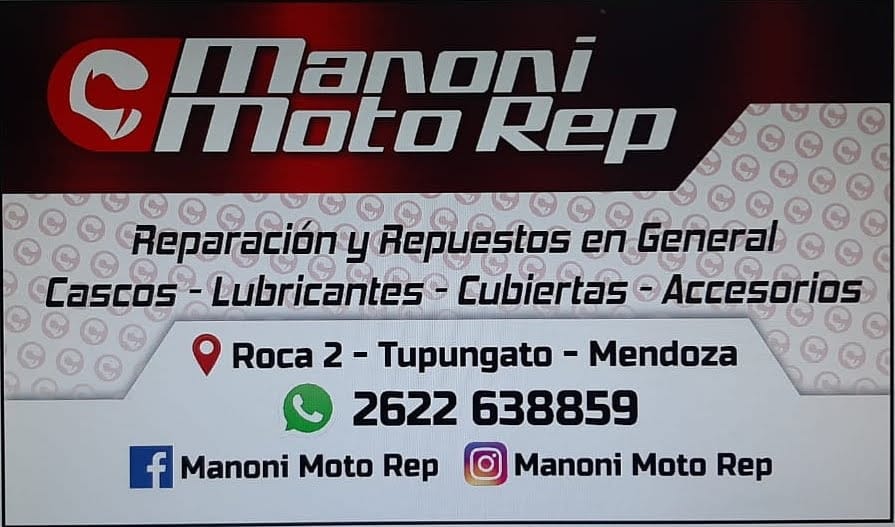 Manoni
Moto Rep
Reparación y Repuestos en General
Cascos - Lubricantes - Cubiertas - Accesorios
Roca 2 - Tupungato - Mendoza
2622 638859
Manoni Moto Rep Manoni Moto Rep